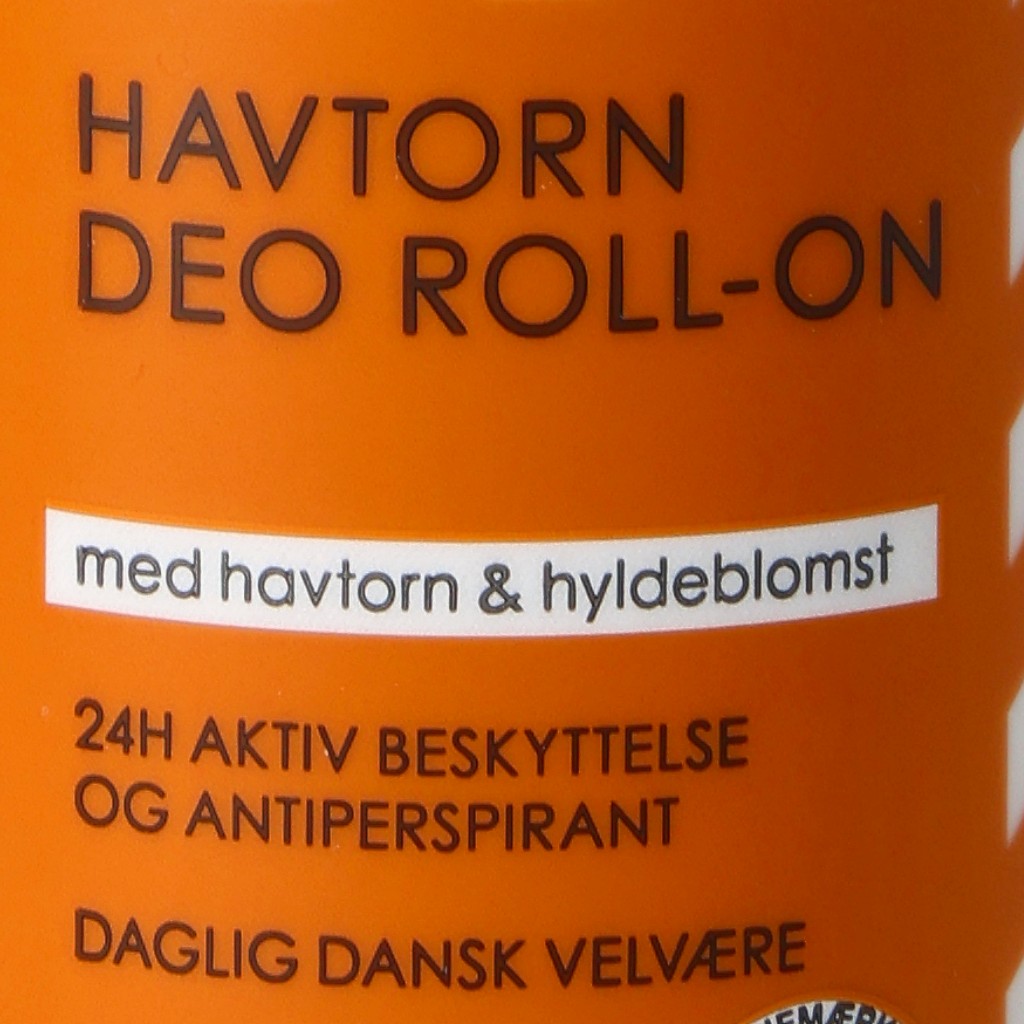 HAVTORN
DEO ROLL-ON
med havtorn & hyldeblomst
24H AKTIV BESKYTTELSE
OG ANTIPERSPIRANT
DAGLIG DANSK VELVÆRE